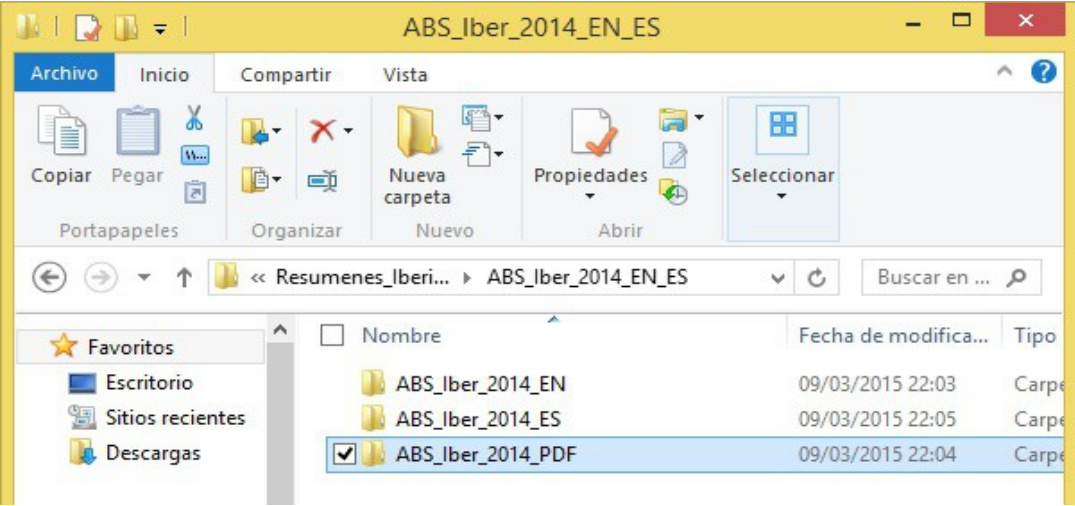 ABS_Iber_2014_EN_ES
Archivo Inicio Compartir Vista
Copiar Pegar Nueva carpeta Propiedades Seleccionar
Portapapeles Organizar Nuevo Abrir
« Resumenes_Iberi... ABS_Iber_2014_EN_ES Buscar en ...
Favoritos
Escritorio
Sitios recientes
Descargas
Nombre Fecha de modifica... Tipo
ABS_Iber_2014_EN 09/03/2015 22:03 Carpe
ABS_Iber_2014_ES 09/03/2015 22:05 Carpe
ABS_Iber_2014_PDF 09/03/2015 22:04 Carpe